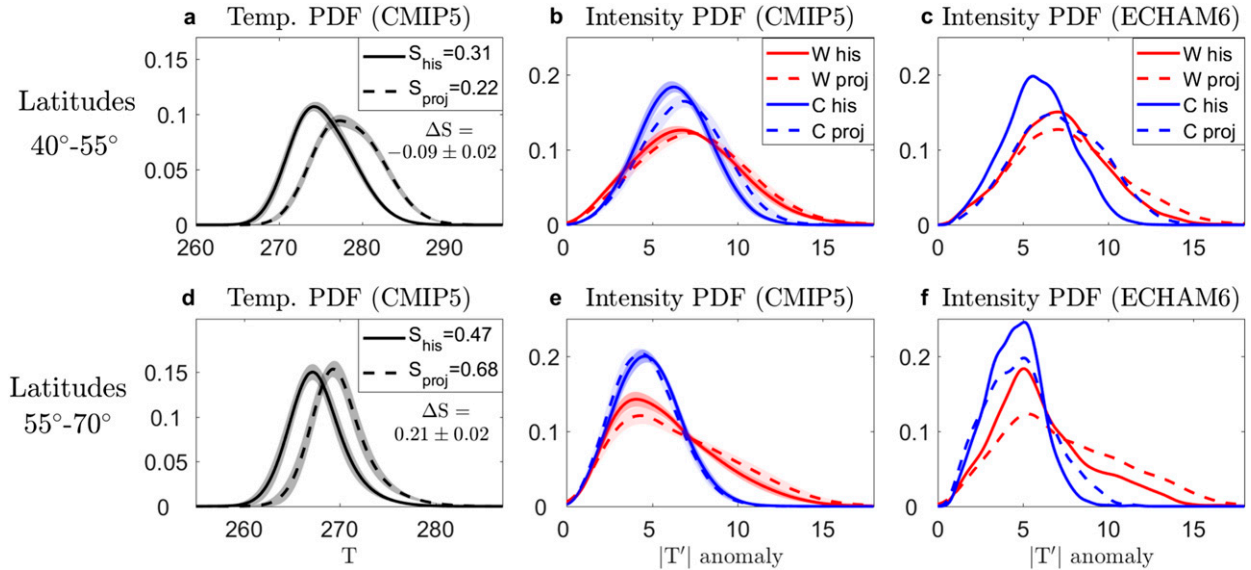 a Temp. PDF (CMIP5)
b Intensity PDF (CMIP5)
c Intensity PDF (ECHAM6)
Latitudes
40°-55°
0.15
0.1
0.05
0
260 270 280 290
S_his=0.31
S_proj=0.22
ΔS =
-0.09 ± 0.02
0.2
0.1
0
0 5 10 15
W his
W proj
C his
C proj
0.2
0.1
0
0 5 10 15
W his
W proj
C his
C proj
d Temp. PDF (CMIP5)
e Intensity PDF (CMIP5)
f Intensity PDF (ECHAM6)
Latitudes
55°-70°
0.15
0.1
0.05
0
260 270 280
T
S_his=0.47
S_proj=0.68
ΔS =
0.21 ± 0.02
0.2
0.1
0
0 5 10 15
|T′| anomaly
0.2
0.1
0
0 5 10 15
|T′| anomaly